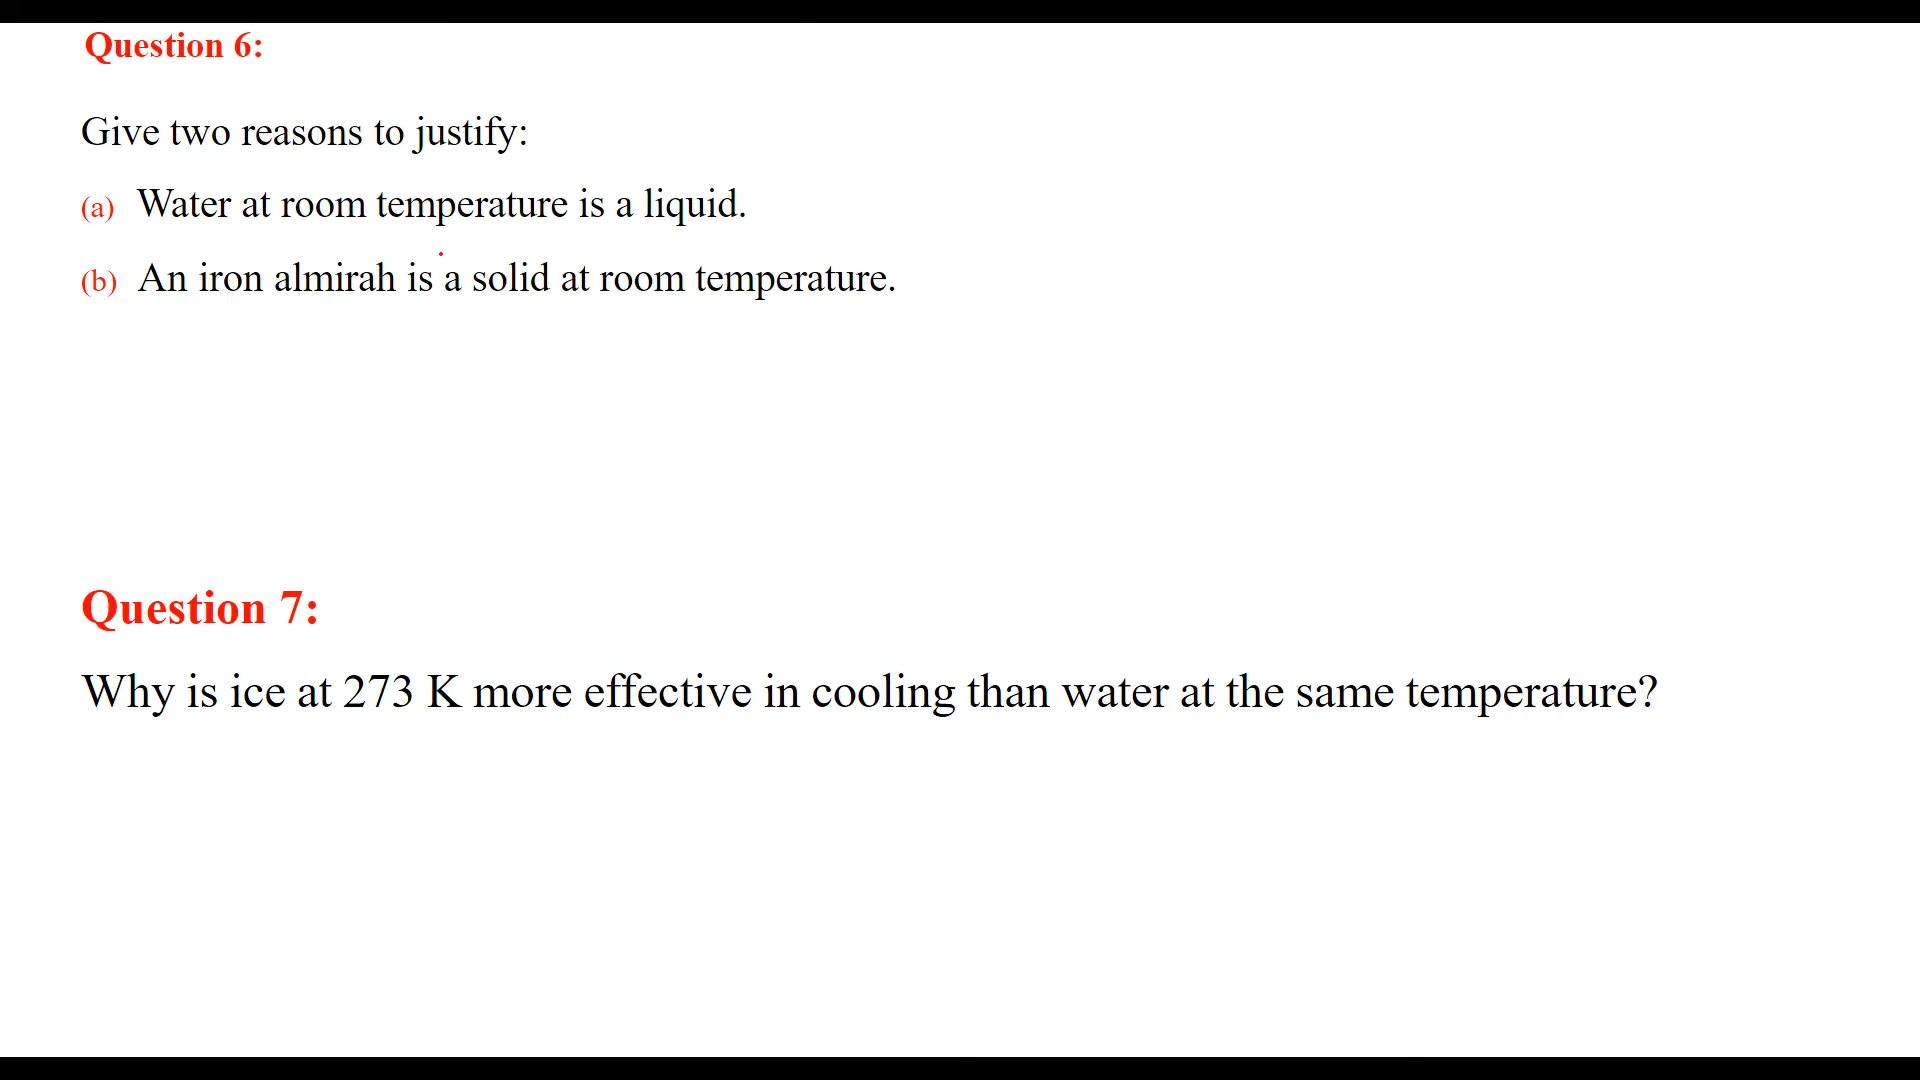 Question 6:
Give two reasons to justify:
(a) Water at room temperature is a liquid.
(b) An iron almirah is a solid at room temperature.
Question 7:
Why is ice at 273 K more effective in cooling than water at the same temperature?